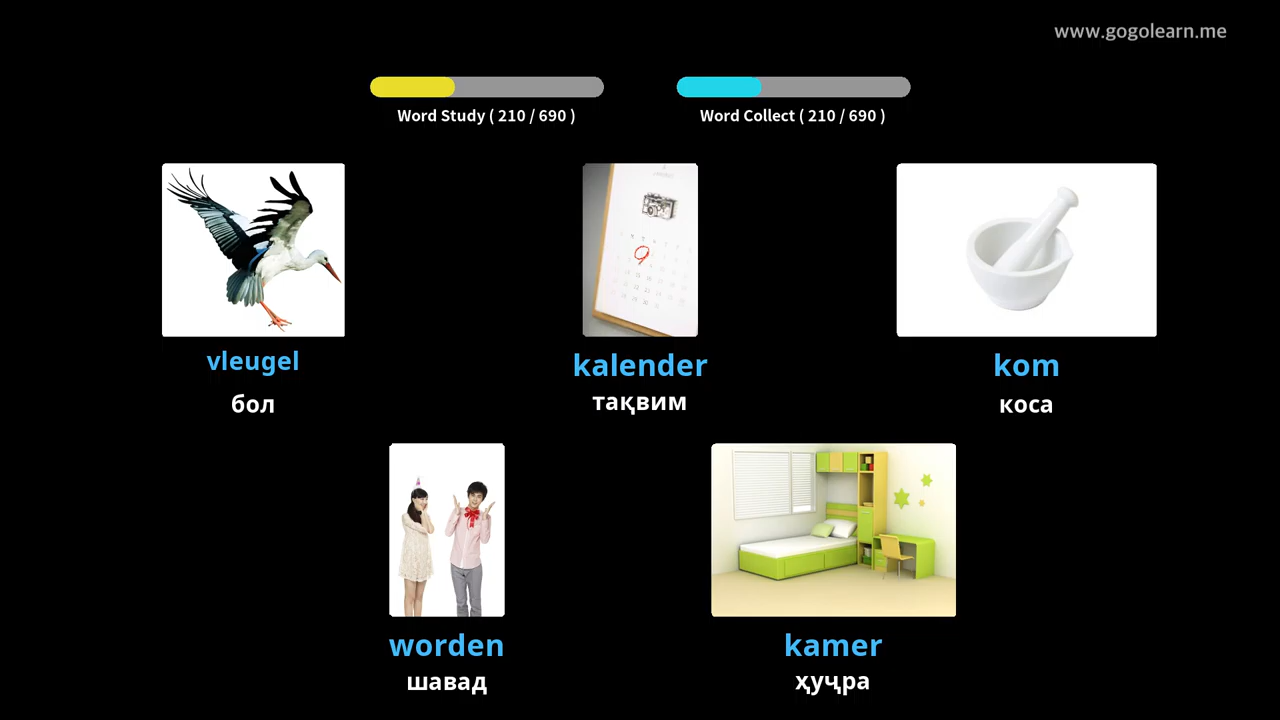 www.gogolearn.me
Word Study ( 210 / 690 )
Word Collect ( 210 / 690 )
vleugel
бол
kalender
тақвим
kom
коса
worden
шавад
kamer
ҳуҷра